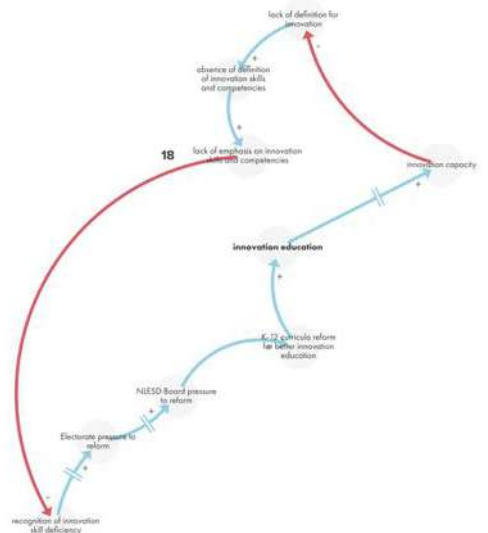 lack of definition for
innovation
-
+
absence of definition
of innovation skills
and competencies
+
18
lack of emphasis on innovation
skills and competencies
innovation capacity
+
innovation education
+
K-12 curricula reform
for better innovation
education
+
NLESD-Board pressure
to reform
+
Electorate pressure to
reform
+
-
recognition of innovation
skill deficiency